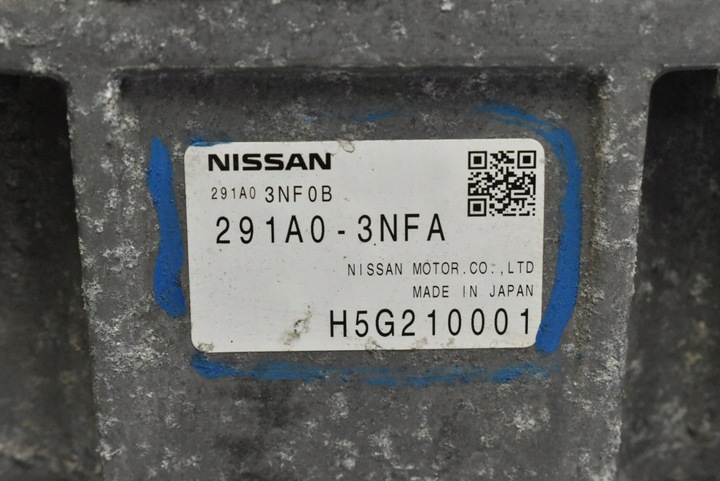 NISSAN
291A0 3NF0B
291A0-3NFA
NISSAN MOTOR.CO.,LTD
MADE IN JAPAN
H5G210001